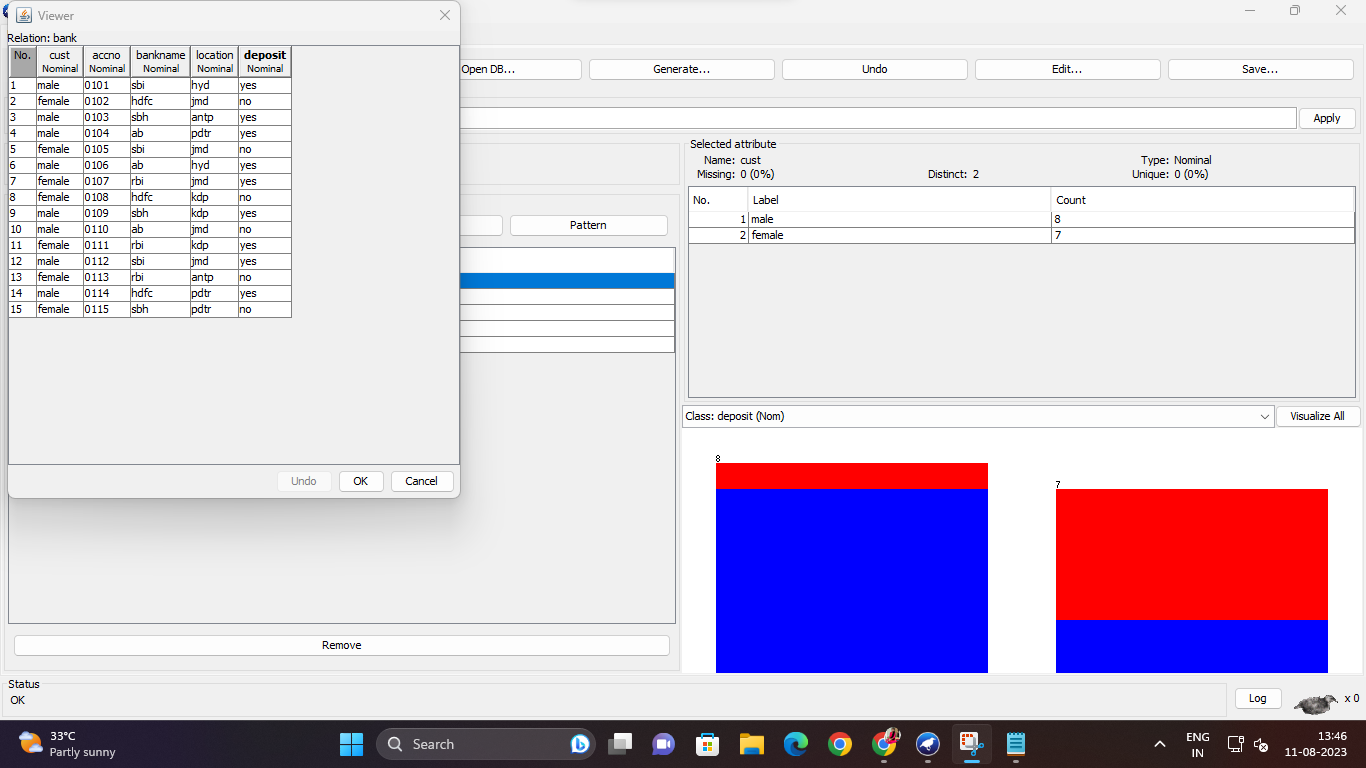 Viewer
Relation: bank
No. cust accno bankname location deposit
Nominal Nominal Nominal Nominal Nominal
1 male 0101 sbi hyd yes
2 female 0102 hdfc jmd no
3 male 0103 sbh antp yes
4 male 0104 ab pdtr yes
5 female 0105 sbi jmd no
6 male 0106 ab hyd yes
7 female 0107 rbi jmd yes
8 female 0108 hdfc kdp no
9 male 0109 sbh kdp yes
10 male 0110 ab jmd no
11 female 0111 rbi kdp yes
12 male 0112 sbi jmd yes
13 female 0113 rbi antp no
14 male 0114 hdfc pdtr yes
15 female 0115 sbh pdtr no
Undo OK Cancel
Open DB... Generate... Undo Edit... Save...
Apply
Pattern
Remove
Selected attribute
Name: cust Type: Nominal
Missing: 0 (0%) Distinct: 2 Unique: 0 (0%)
No. Label Count
1 male 8
2 female 7
Class: deposit (Nom) Visualize All
8
7
Status
OK
Log x 0
33°C
Partly sunny
Search
ENG
IN
13:46
11-08-2023